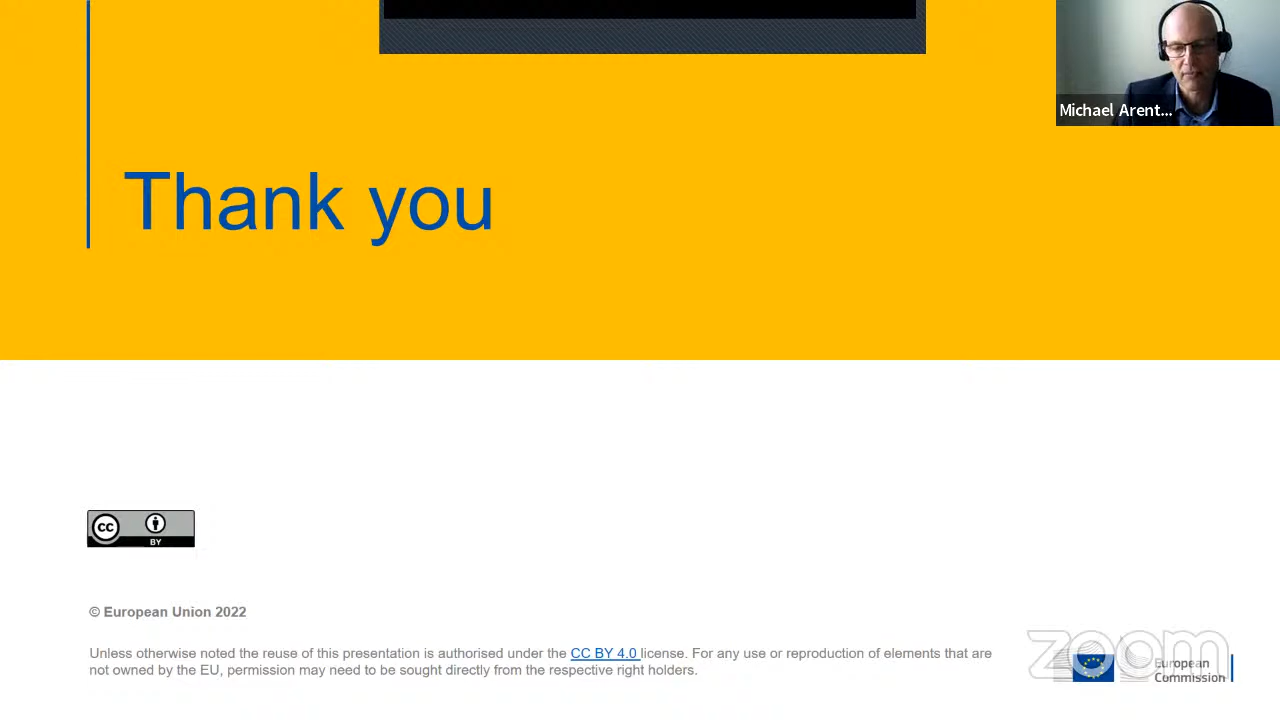 Michael Arent...
Thank you
cc
BY
© European Union 2022
Unless otherwise noted the reuse of this presentation is authorised under the CC BY 4.0 license. For any use or reproduction of elements that are
not owned by the EU, permission may need to be sought directly from the respective right holders.
zoom
European
Commission